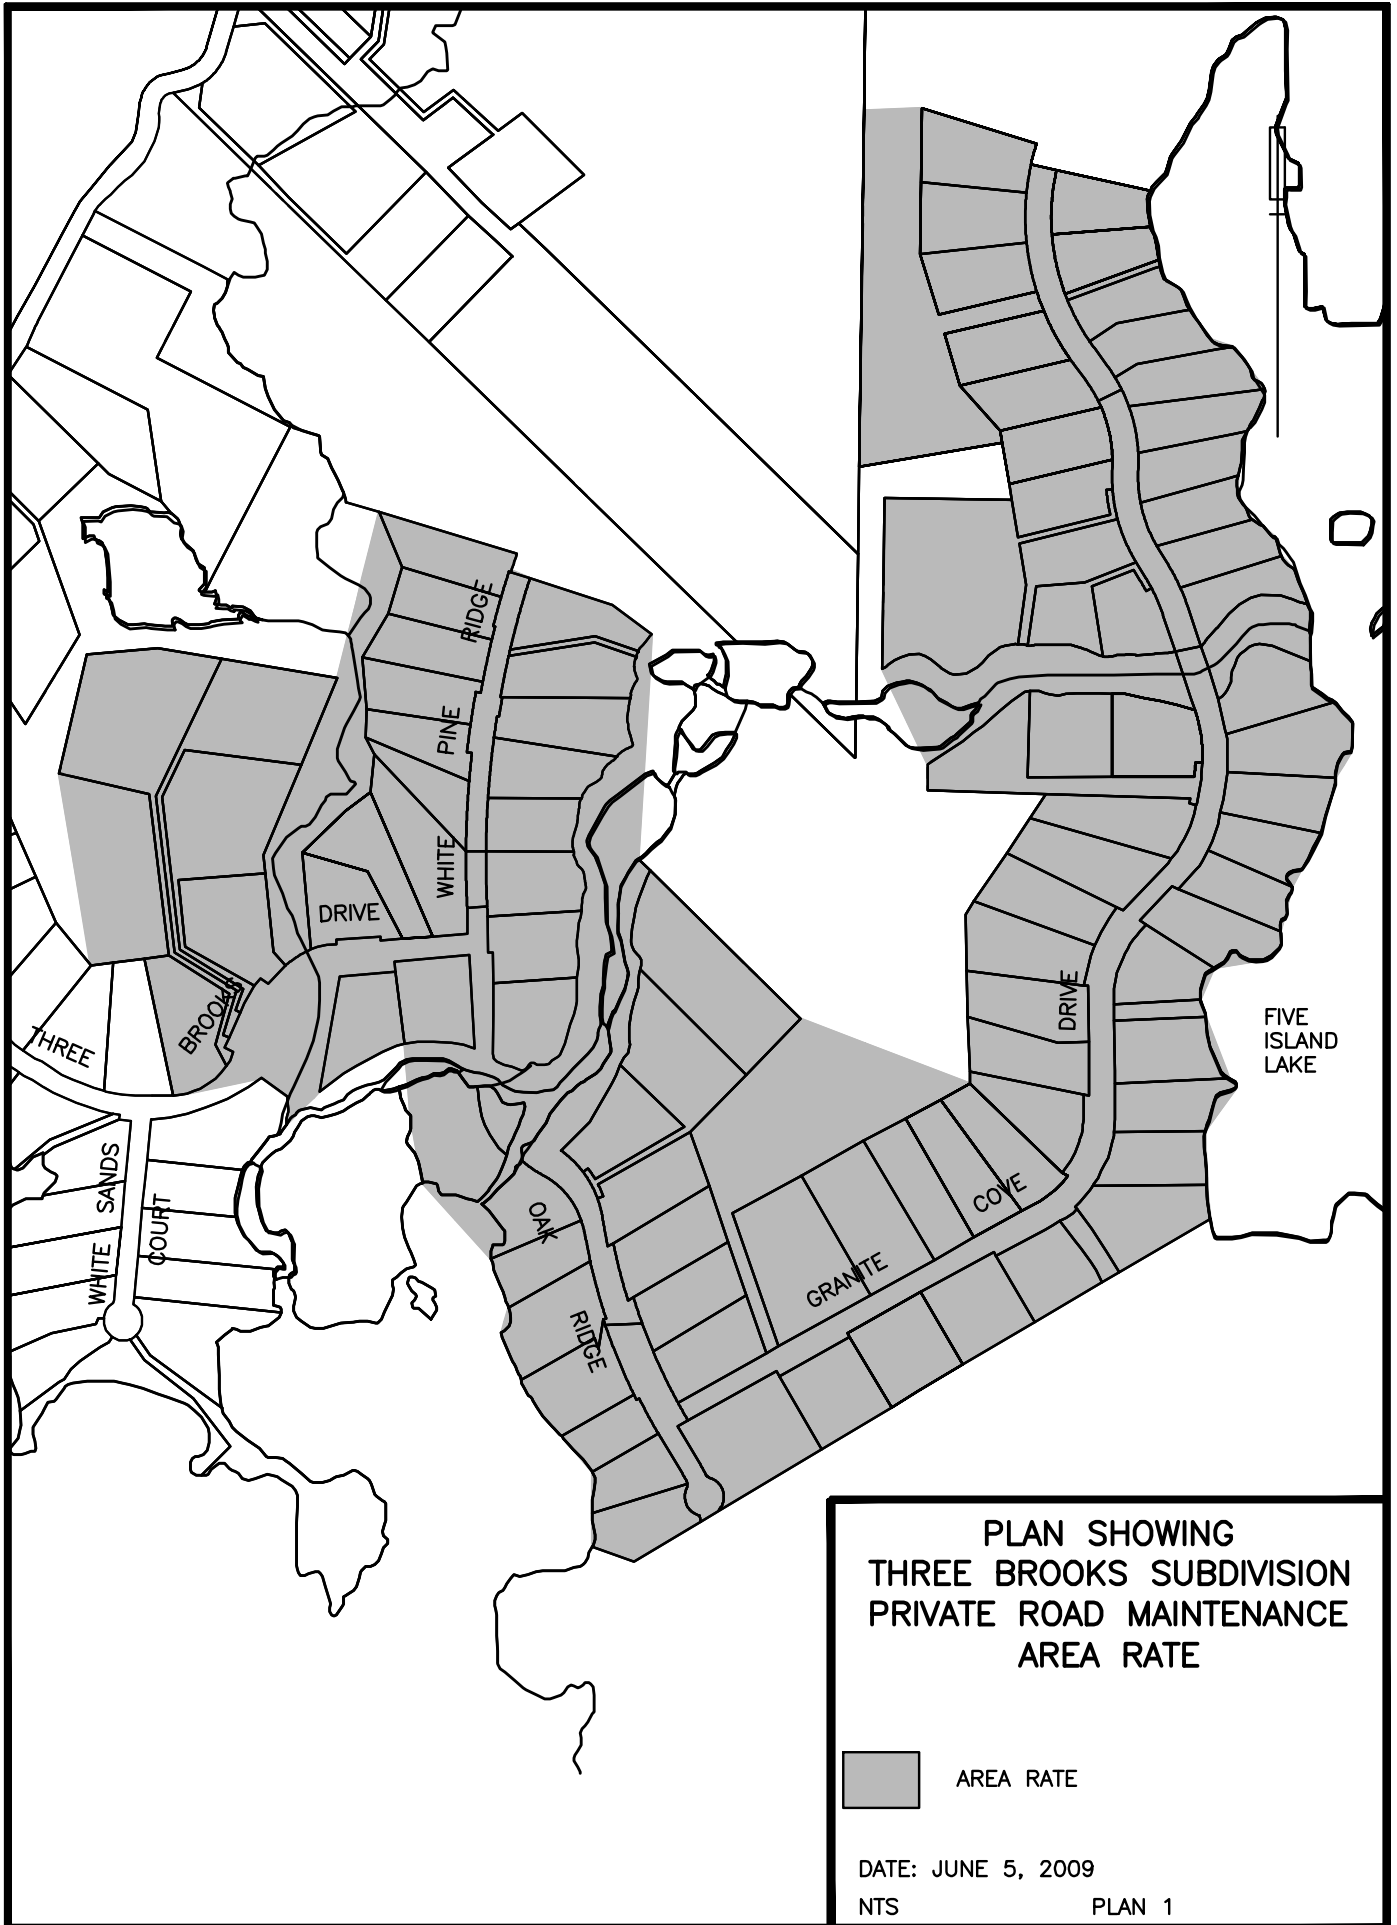 WHITE PINE RIDGE
THREE BROOKS DRIVE
WHITE SANDS
COURT
OAK RIDGE
GRANITE COVE DRIVE
FIVE
ISLAND
LAKE
PLAN SHOWING
THREE BROOKS SUBDIVISION
PRIVATE ROAD MAINTENANCE
AREA RATE
AREA RATE
DATE: JUNE 5, 2009
NTS PLAN 1